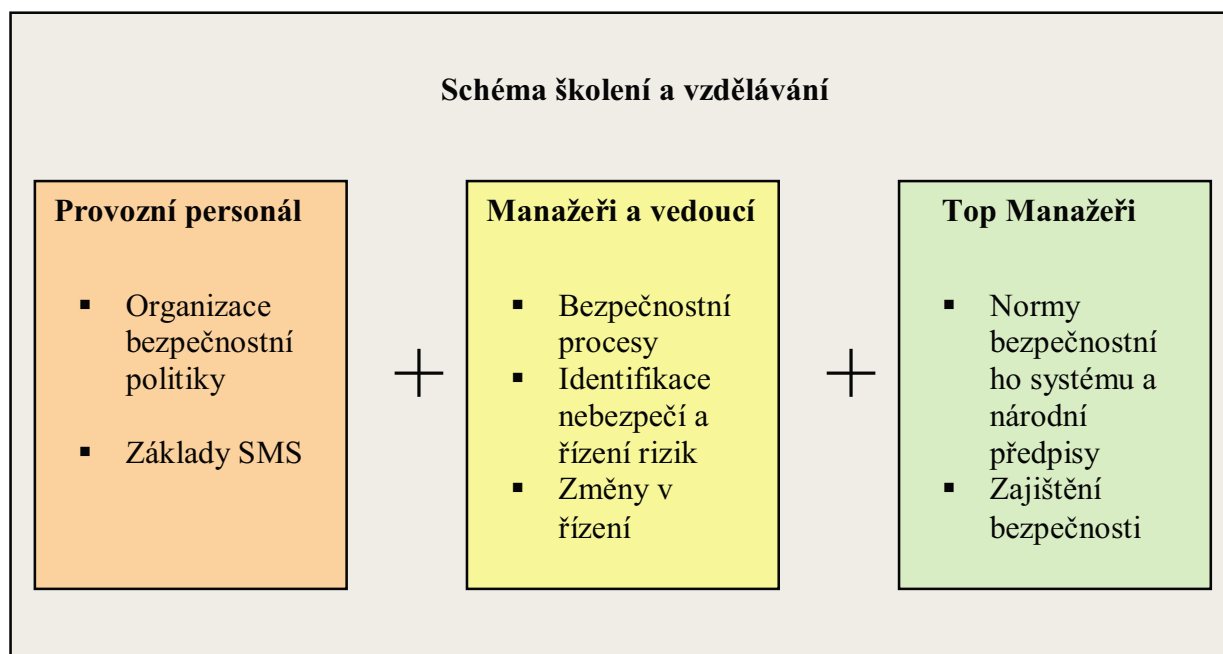 Schéma školení a vzdělávání
Provozní personál
▪ Organizace
bezpečnostní
politiky
▪ Základy SMS
+
Manažeři a vedoucí
▪ Bezpečnostní
procesy
▪ Identifikace
nebezpečí a
řízení rizik
▪ Změny v
řízení
+
Top Manažeři
▪ Normy
bezpečnostní
ho systému a
národní
předpisy
▪ Zajištění
bezpečnosti